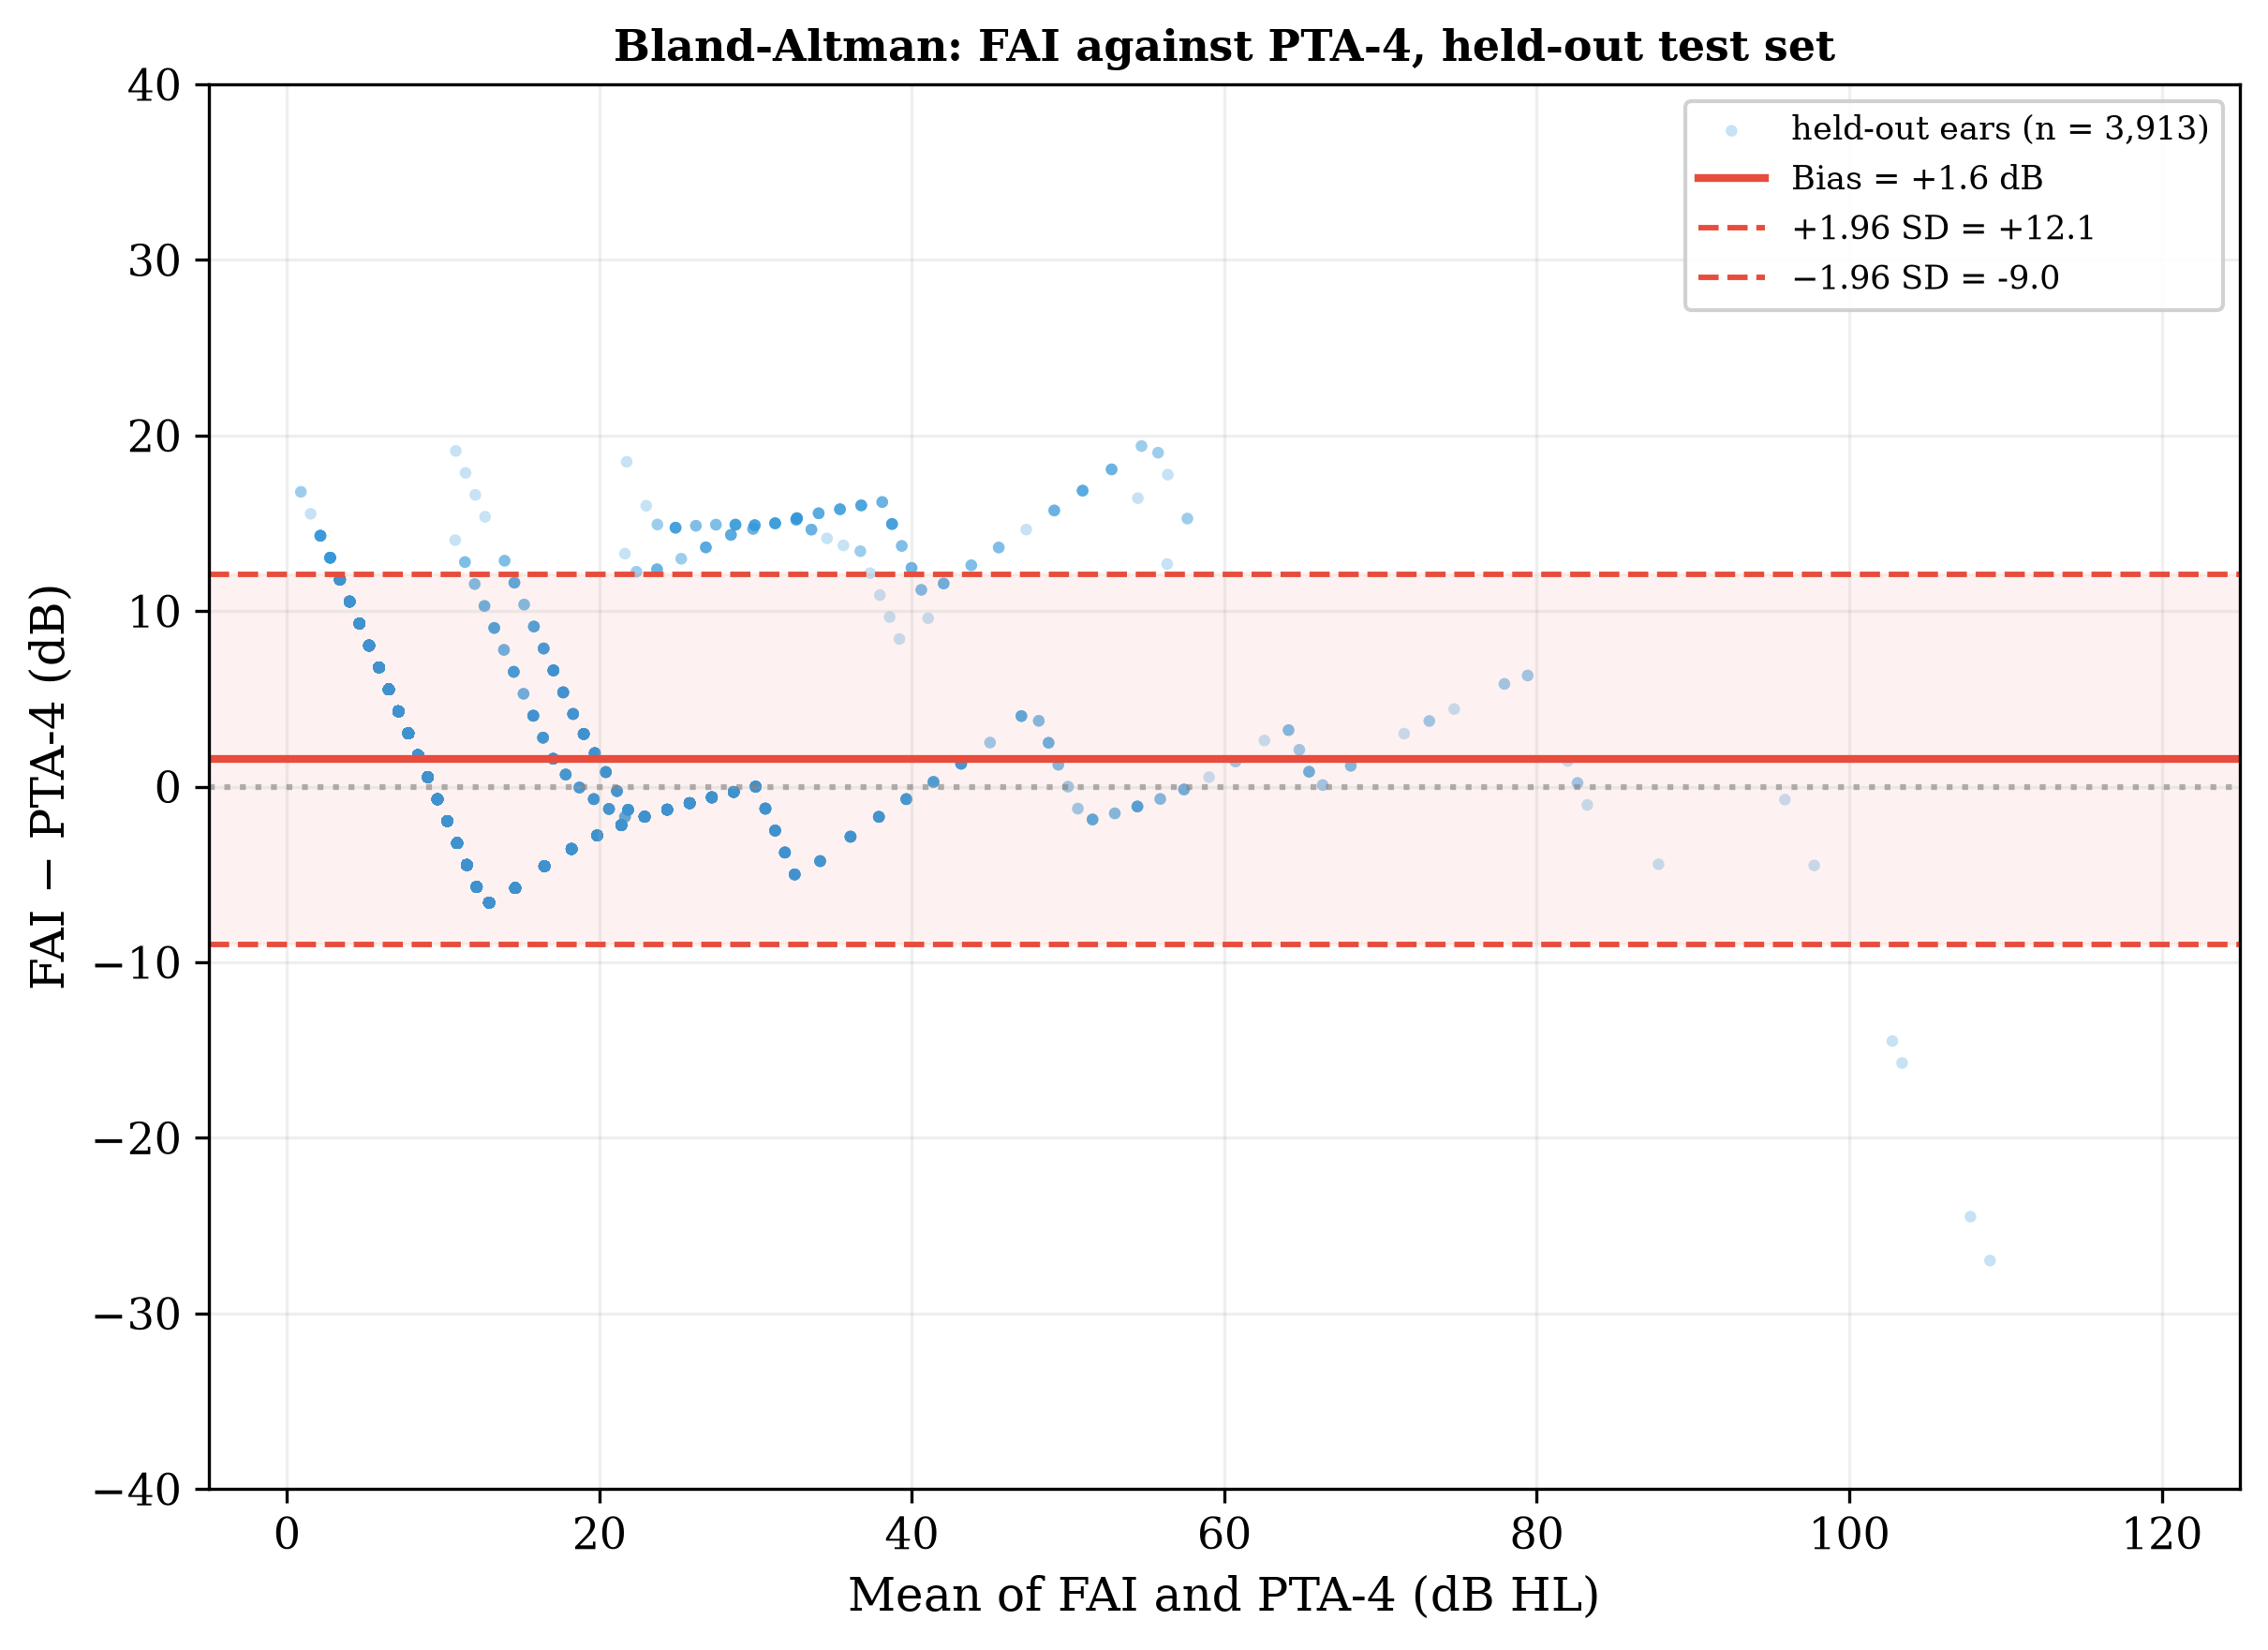 Bland-Altman: FAI against PTA-4, held-out test set
held-out ears (n = 3,913)
Bias = +1.6 dB
+1.96 SD = +12.1
−1.96 SD = -9.0
FAI − PTA-4 (dB)
40
30
20
10
0
−10
−20
−30
−40
0 20 40 60 80 100 120
Mean of FAI and PTA-4 (dB HL)